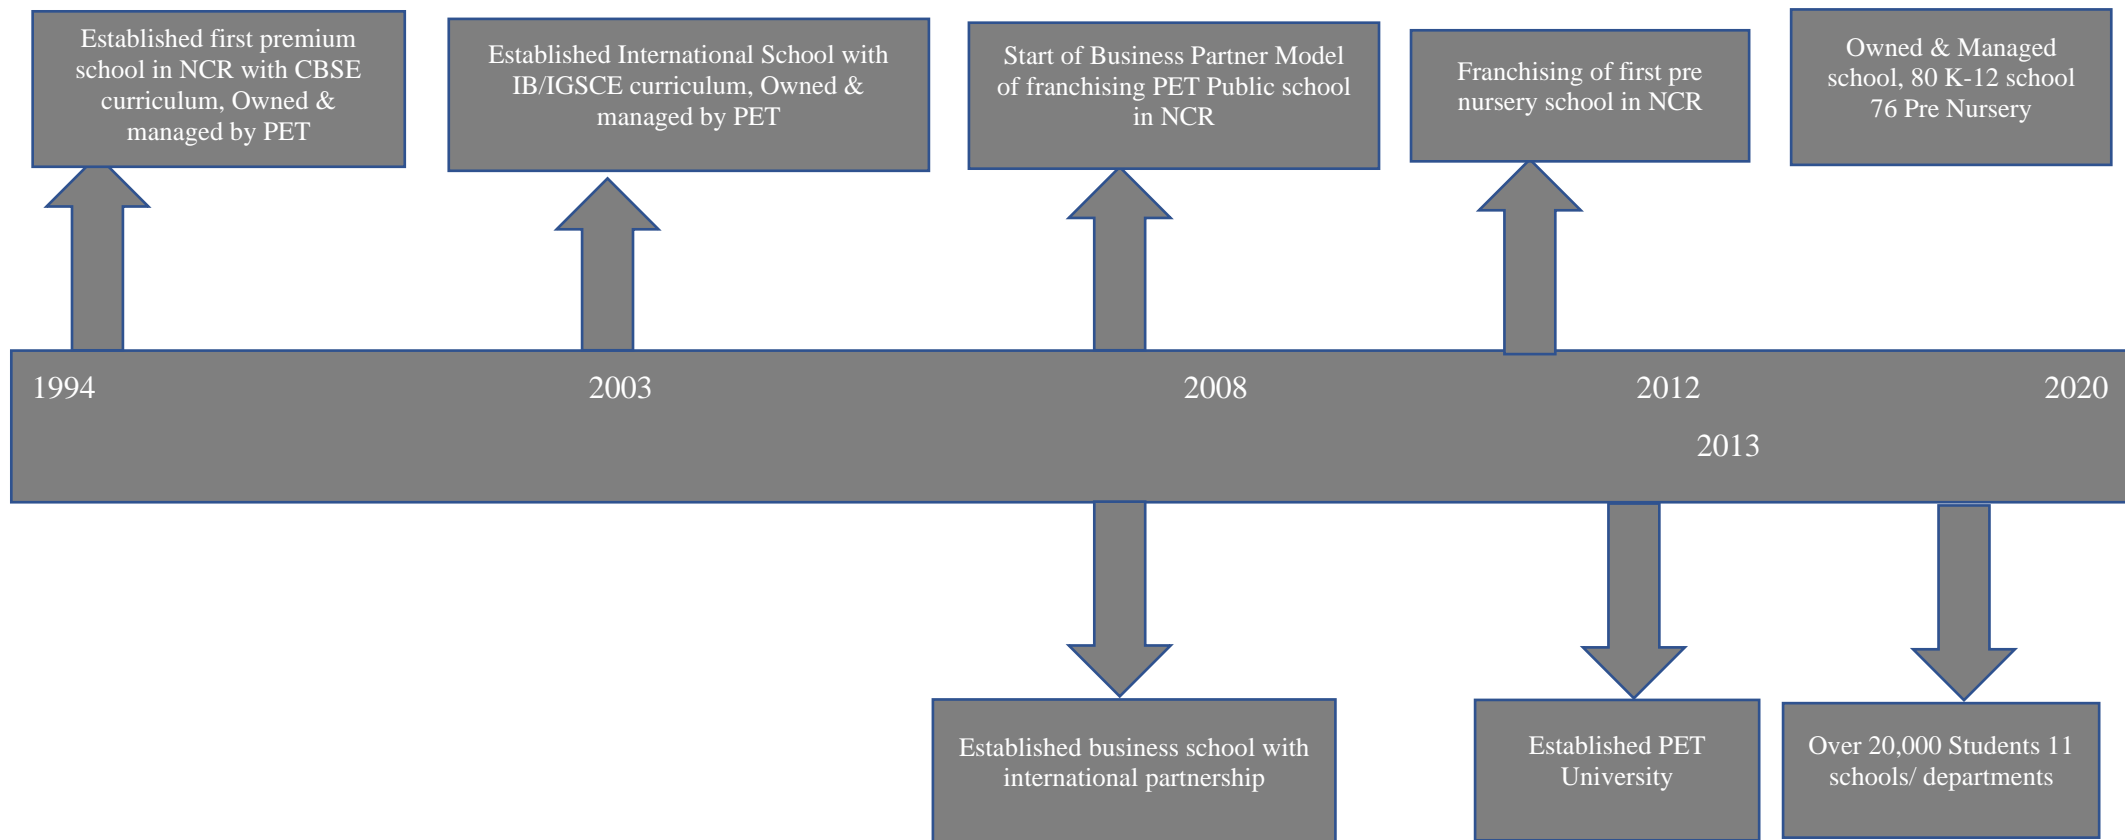 Established first premium
school in NCR with CBSE
curriculum, Owned &
managed by PET
Established International School with
IB/IGSCE curriculum, Owned &
managed by PET
Start of Business Partner Model
of franchising PET Public school
in NCR
Franchising of first pre
nursery school in NCR
Owned & Managed
school, 80 K-12 school
76 Pre Nursery
1994
2003
2008
2012
2020
2013
Established business school with
international partnership
Established PET
University
Over 20,000 Students 11
schools/ departments